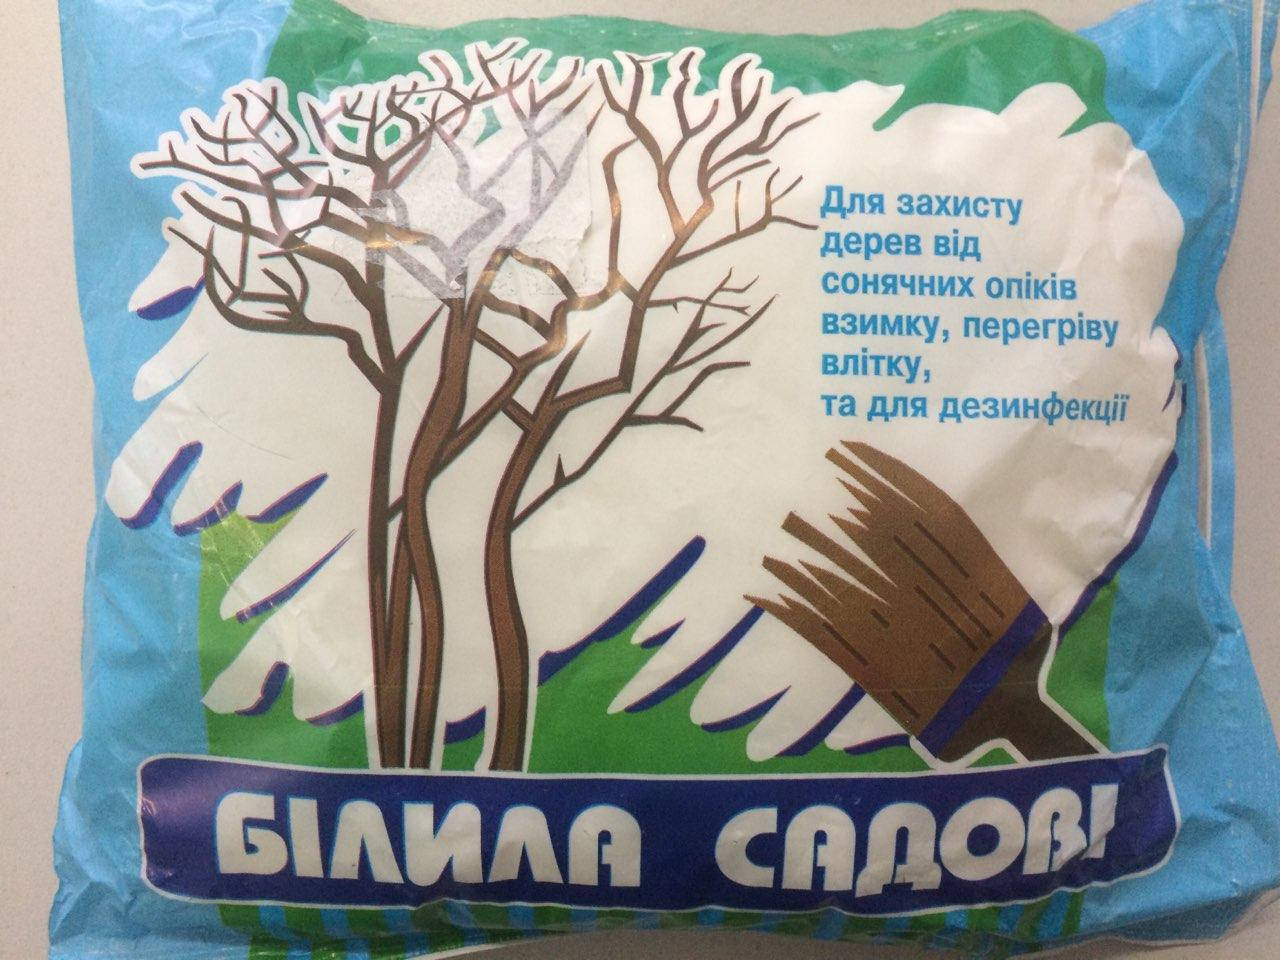 Для захисту
дерев від
сонячних опіків
взимку, перегріву
влітку,
та для дезинфекції
БІЛИЛА САДОВІ